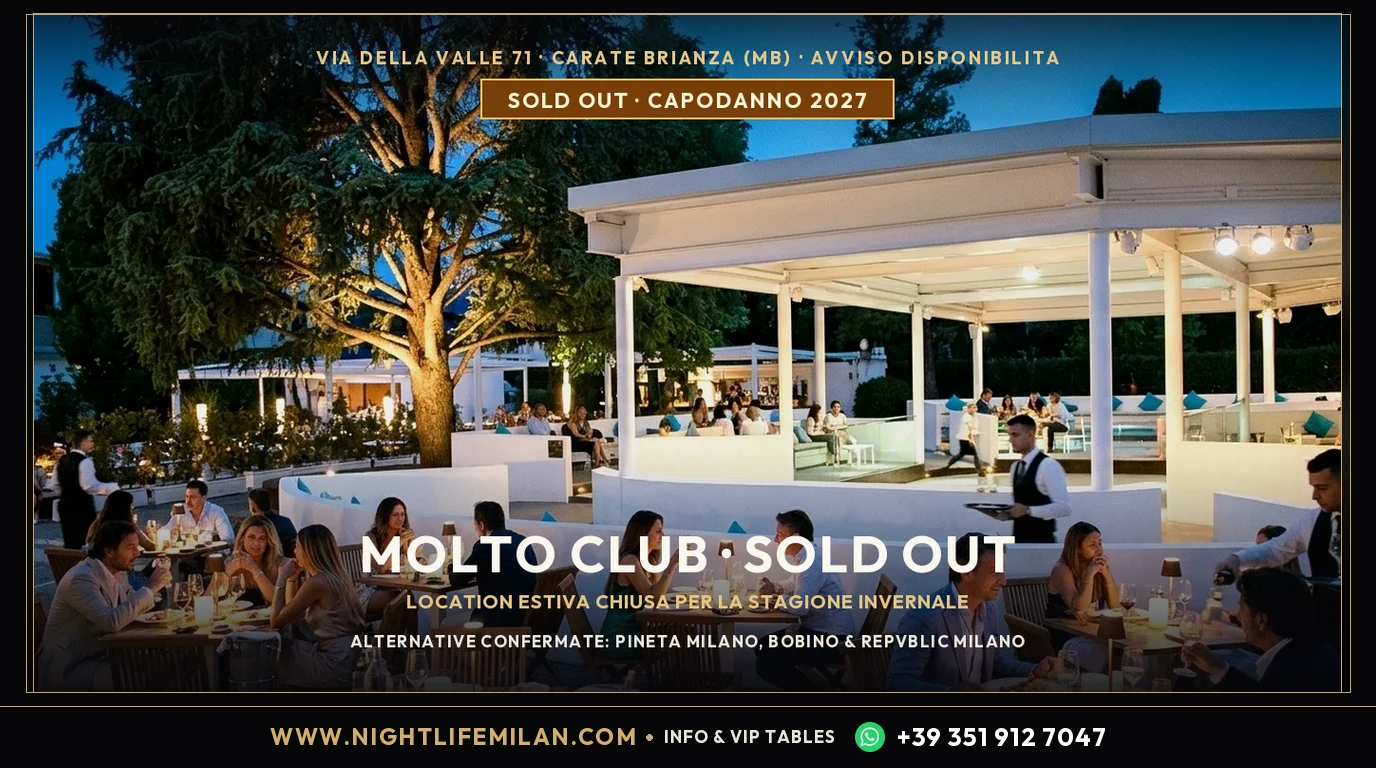 VIA DELLA VALLE 71 · CARATE BRIANZA (MB) · AVVISO DISPONIBILITA
SOLD OUT · CAPODANNO 2027
MOLTO CLUB · SOLD OUT
LOCATION ESTIVA CHIUSA PER LA STAGIONE INVERNALE
ALTERNATIVE CONFERMATE: PINETA MILANO, BOBINO & REPVBLIC MILANO
WWW.NIGHTLIFEMILAN.COM • INFO & VIP TABLES +39 351 912 7047